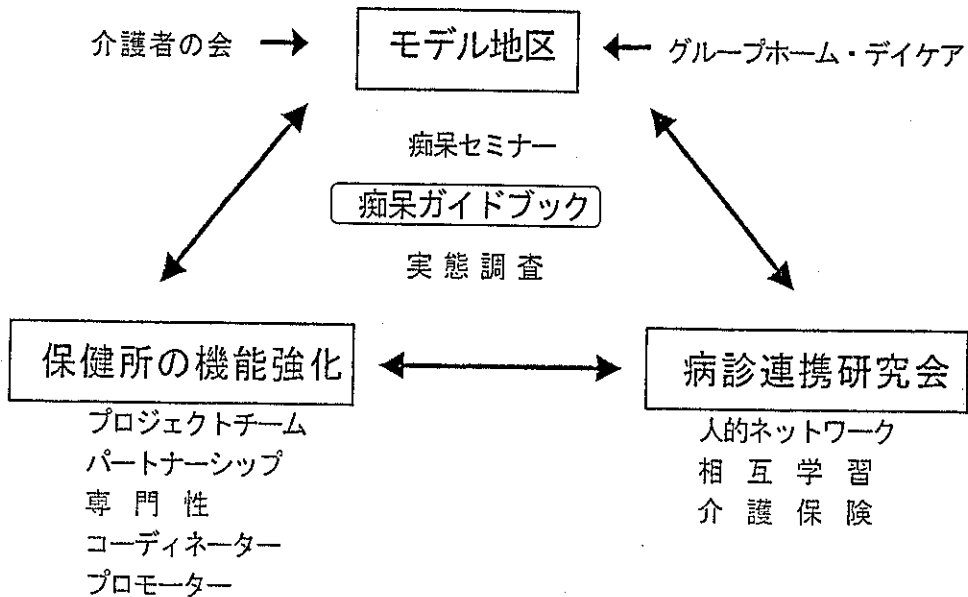 介護者の会
モデル地区
グループホーム・デイケア
痴呆セミナー
痴呆ガイドブック
実態調査
保健所の機能強化
プロジェクトチーム
パートナーシップ
専門性
コーディネーター
プロモーター
病診連携研究会
人的ネットワーク
相互学習
介護保険